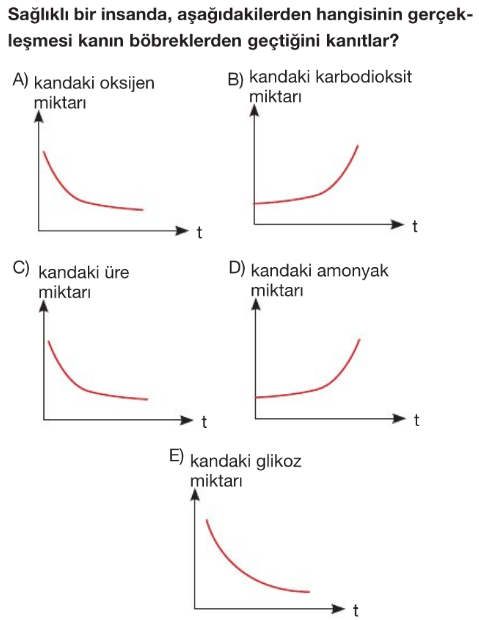 Sağlıklı bir insanda, aşağıdakilerden hangisinin gerçek-
leşmesi kanın böbreklerden geçtiğini kanıtlar?
A) kandaki oksijen
miktarı
t
B) kandaki karbodioksit
miktarı
t
C) kandaki üre
miktarı
t
D) kandaki amonyak
miktarı
t
E) kandaki glikoz
miktarı
t